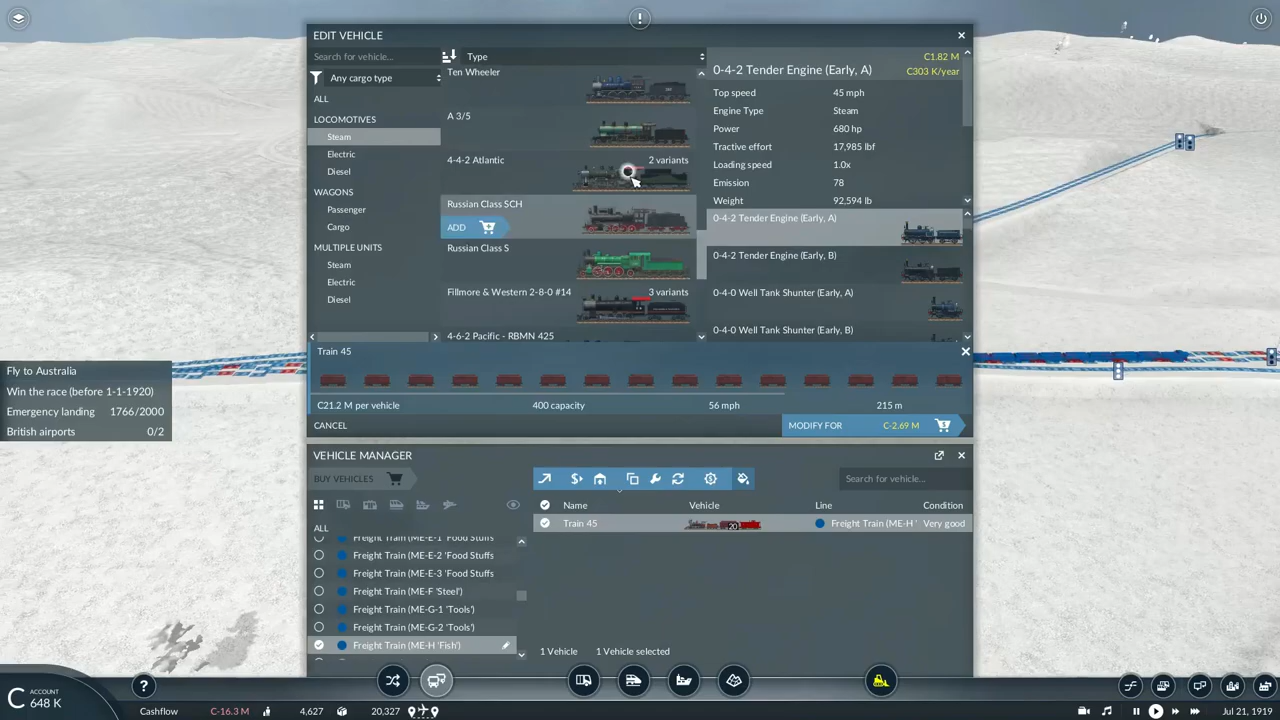 EDIT VEHICLE
Search for vehicle...
Type
Any cargo type
ALL
LOCOMOTIVES
Steam
Electric
Diesel
WAGONS
Passenger
Cargo
MULTIPLE UNITS
Steam
Electric
Diesel
Ten Wheeler
A 3/5
4-4-2 Atlantic 2 variants
Russian Class SCH
ADD
Russian Class S
Fillmore & Western 2-8-0 #14 3 variants
4-6-2 Pacific - RBMN 425
C1.82 M
0-4-2 Tender Engine (Early, A)
C303 K/year
Top speed 45 mph
Engine Type Steam
Power 680 hp
Tractive effort 17,985 lbf
Loading speed 1.0x
Emission 78
Weight 92,594 lb
0-4-2 Tender Engine (Early, A)
0-4-2 Tender Engine (Early, B)
0-4-0 Well Tank Shunter (Early, A)
0-4-0 Well Tank Shunter (Early, B)
Train 45
C21.2 M per vehicle 400 capacity 56 mph 215 m
CANCEL
MODIFY FOR C-2.69 M
Fly to Australia
Win the race (before 1-1-1920)
Emergency landing 1766/2000
British airports 0/2
VEHICLE MANAGER
BUY VEHICLES
Search for vehicle...
ALL
Freight Train (ME-E-1 'Food Stuffs
Freight Train (ME-E-2 'Food Stuffs
Freight Train (ME-E-3 'Food Stuffs
Freight Train (ME-F 'Steel')
Freight Train (ME-G-1 'Tools')
Freight Train (ME-G-2 'Tools')
Freight Train (ME-H 'Fish')
Name Vehicle Line Condition
Train 45 20 Freight Train (ME-H ' Very good
1 Vehicle 1 Vehicle selected
C ACCOUNT
648 K
?
Cashflow C-16.3 M 4,627 20,327
Jul 21, 1919